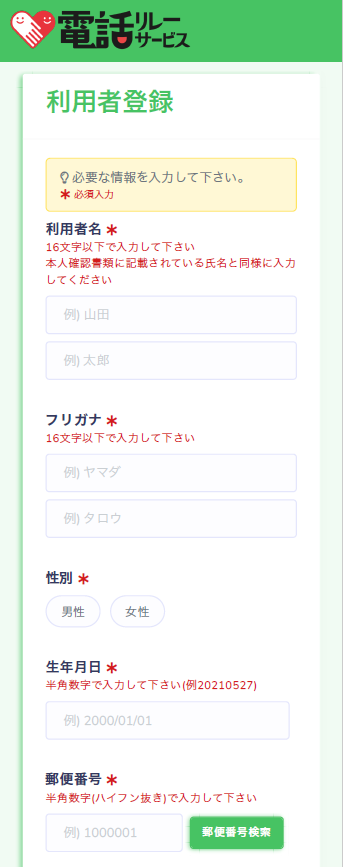 電話リレーサービス
利用者登録
必要な情報を入力して下さい。
＊ 必須入力
利用者名 ＊
16文字以下で入力して下さい
本人確認書類に記載されている氏名と同様に入力
してください
例) 山田
例) 太郎
フリガナ ＊
16文字以下で入力して下さい
例) ヤマダ
例) タロウ
性別 ＊
男性 女性
生年月日 ＊
半角数字で入力して下さい(例20210527)
例) 2000/01/01
郵便番号 ＊
半角数字(ハイフン抜き)で入力して下さい
例) 1000001 郵便番号検索